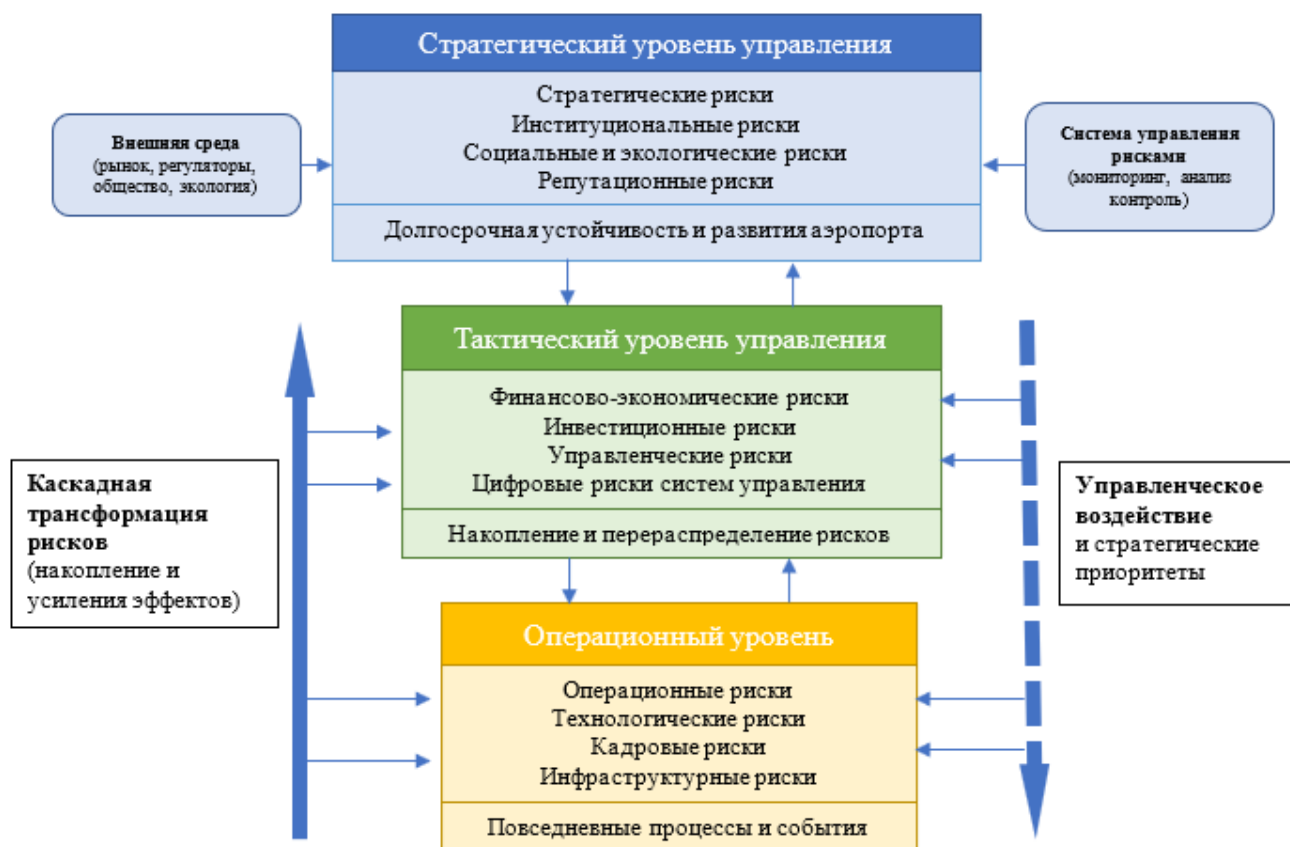 Стратегический уровень управления
Стратегические риски
Институциональные риски
Социальные и экологические риски
Репутационные риски
Долгосрочная устойчивость и развития аэропорта
Внешняя среда
(рынок, регуляторы,
общество, экология)
Система управления
рисками
(мониторинг, анализ
контроль)
Тактический уровень управления
Финансово-экономические риски
Инвестиционные риски
Управленческие риски
Цифровые риски систем управления
Накопление и перераспределение рисков
Каскадная
трансформация
рисков
(накопление и
усиления эффектов)
Управленческое
воздействие
и стратегические
приоритеты
Операционный уровень
Операционные риски
Технологические риски
Кадровые риски
Инфраструктурные риски
Повседневные процессы и события